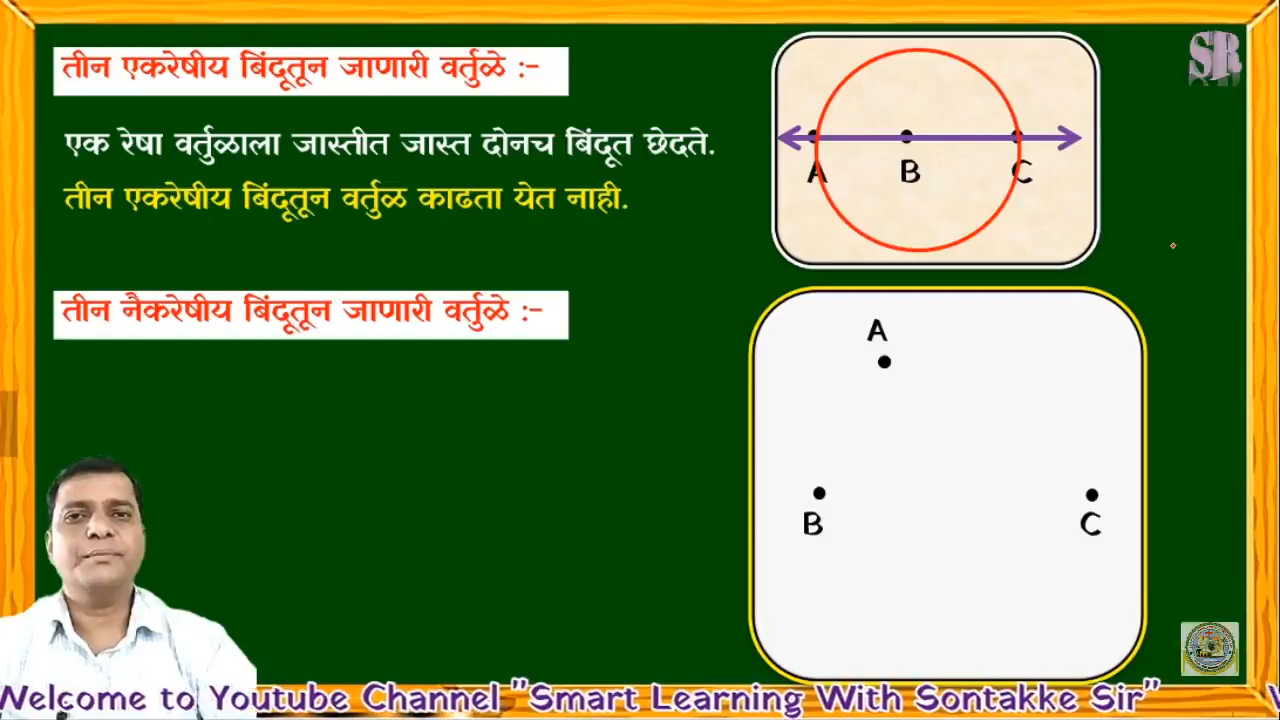 तीन एकरेषीय बिंदूतून जाणारी वर्तुळे :-
एक रेषा वर्तुळाला जास्तीत जास्त दोनच बिंदूत छेदते.
तीन एकरेषीय बिंदूतून वर्तुळ काढता येत नाही.
A B C
SR
तीन नैकरेषीय बिंदूतून जाणारी वर्तुळे :-
A
B C
Welcome to Youtube Channel "Smart Learning With Sontakke Sir"